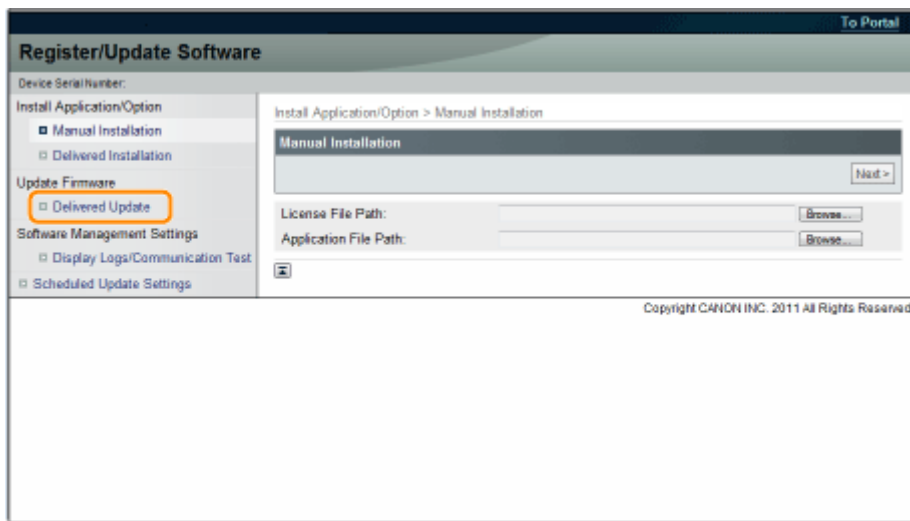 To Portal
Register/Update Software
Device Serial Number:
Install Application/Option
Manual Installation
Delivered Installation
Update Firmware
Delivered Update
Software Management Settings
Display Logs/Communication Test
Scheduled Update Settings
Install Application/Option > Manual Installation
Manual Installation
Next >
License File Path:
Browse...
Application File Path:
Browse...
Copyright CANON INC. 2011 All Rights Reserved